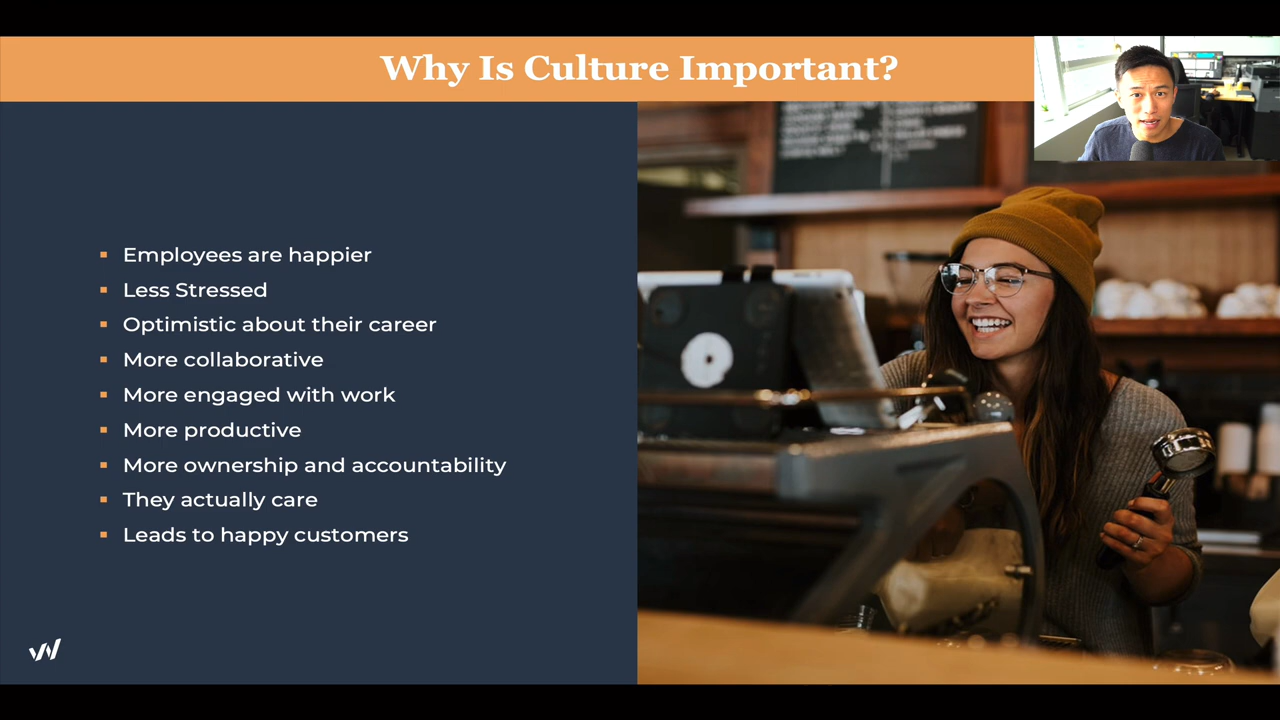 Why Is Culture Important?
Employees are happier
Less Stressed
Optimistic about their career
More collaborative
More engaged with work
More productive
More ownership and accountability
They actually care
Leads to happy customers